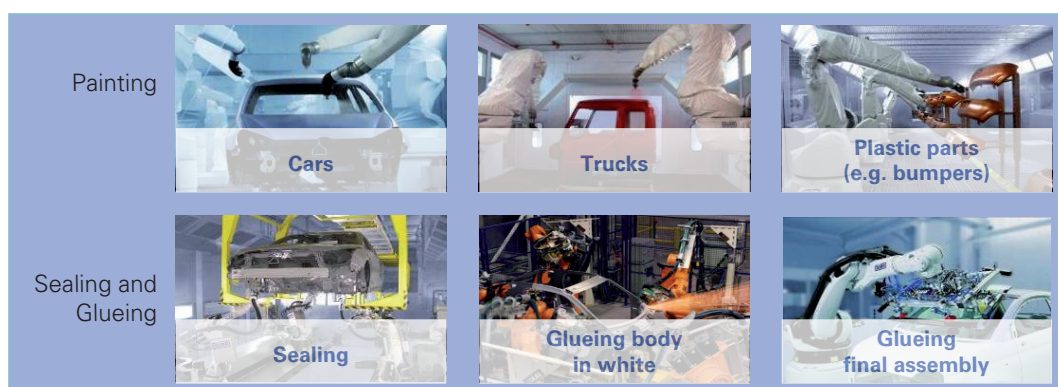 Painting
Cars
Trucks
Plastic parts
(e.g. bumpers)
Sealing and
Glueing
Sealing
Glueing body
in white
Glueing
final assembly